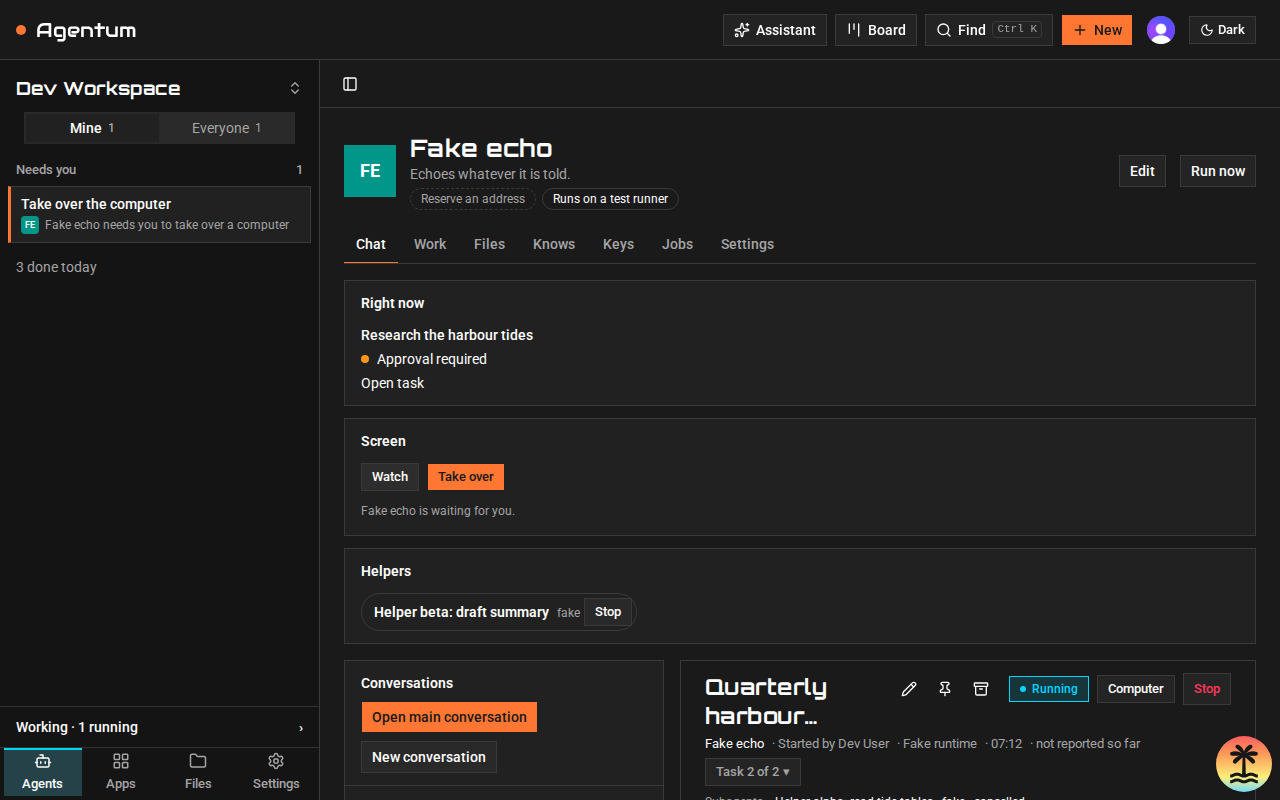 Agentum
Assistant
Board
Find Ctrl K
New
Dark
Dev Workspace
Mine 1
Everyone 1
Needs you 1
Take over the computer
FE Fake echo needs you to take over a computer
3 done today
Working · 1 running ›
Agents
Apps
Files
Settings
FE
Fake echo
Echoes whatever it is told.
Reserve an address
Runs on a test runner
Edit
Run now
Chat
Work
Files
Knows
Keys
Jobs
Settings
Right now
Research the harbour tides
Approval required
Open task
Screen
Watch
Take over
Fake echo is waiting for you.
Helpers
Helper beta: draft summary fake Stop
Conversations
Open main conversation
New conversation
Quarterly
harbour…
Running
Computer
Stop
Fake echo · Started by Dev User · Fake runtime · 07:12 · not reported so far
Task 2 of 2 ▾